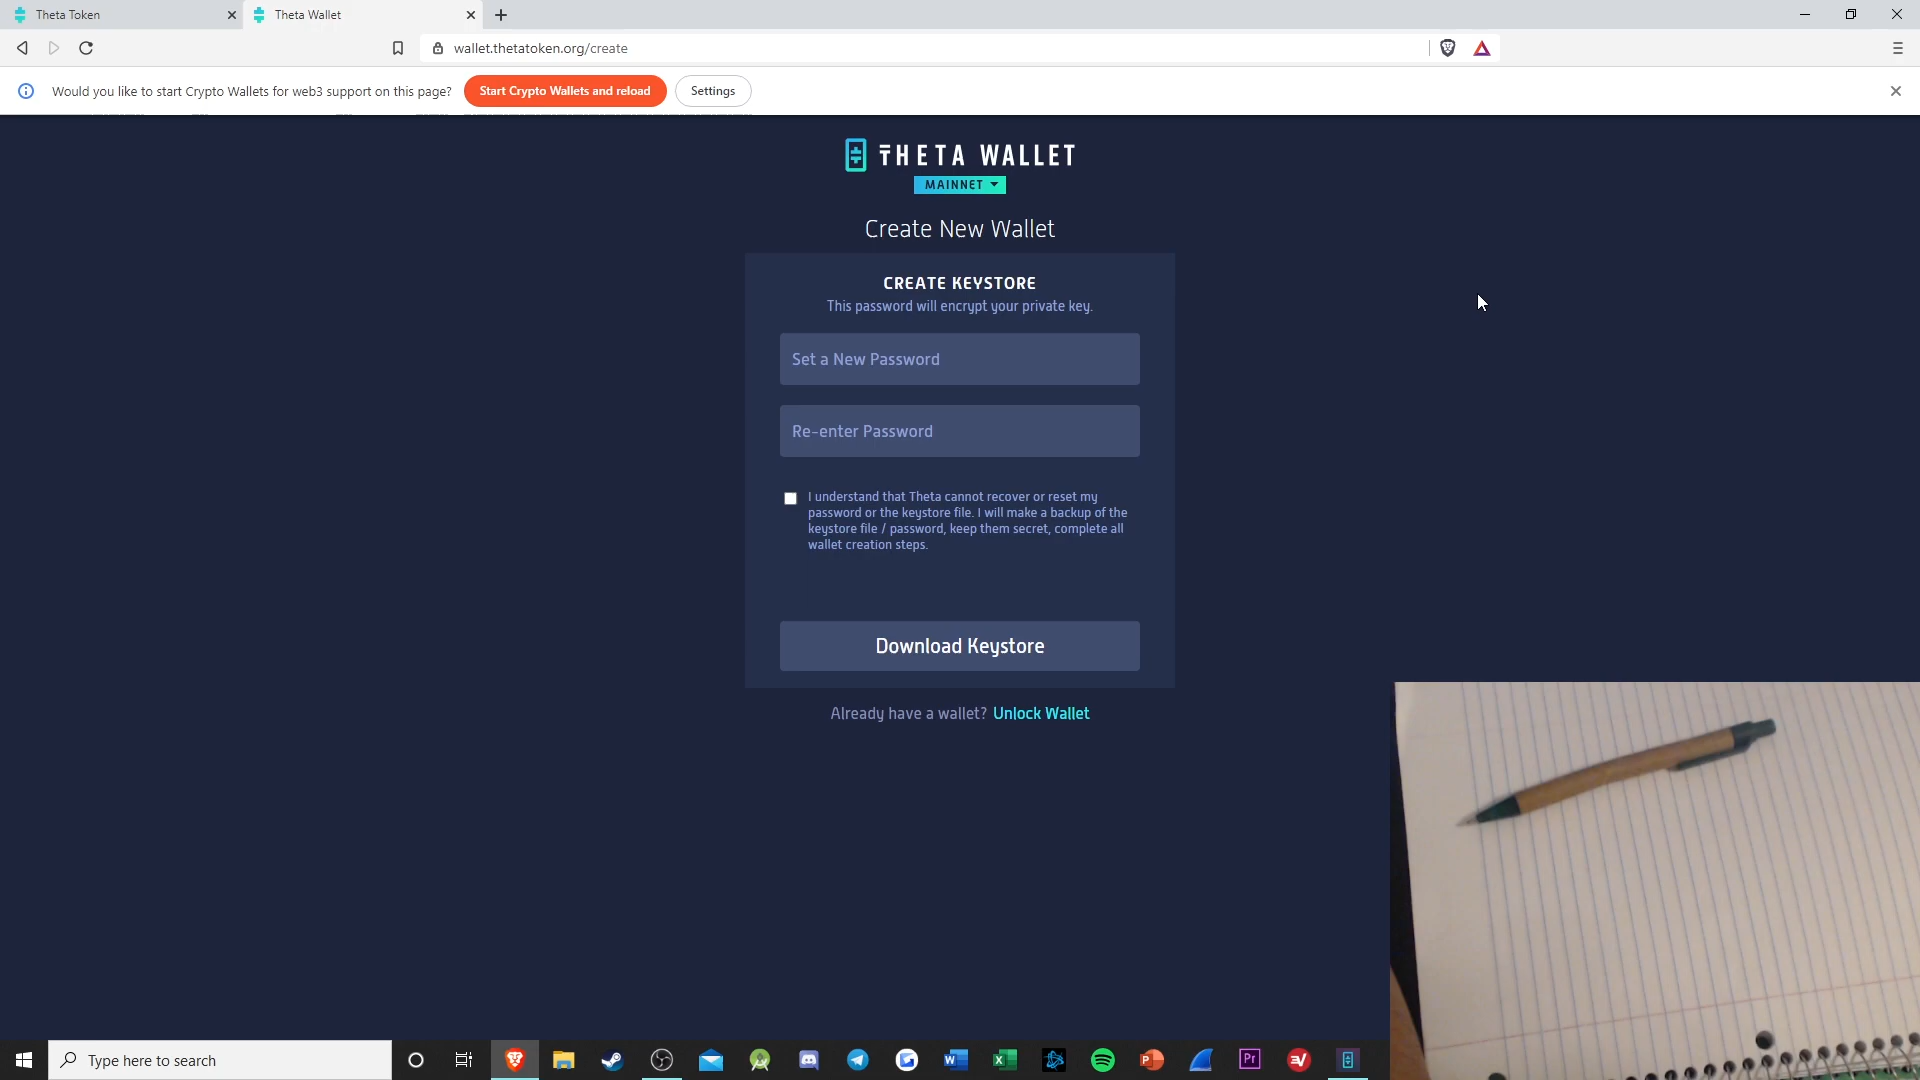 Theta Token
Theta Wallet
wallet.thetatoken.org/create
Would you like to start Crypto Wallets for web3 support on this page?
Start Crypto Wallets and reload
Settings
THETA WALLET
MAINNET
Create New Wallet
CREATE KEYSTORE
This password will encrypt your private key.
Set a New Password
Re-enter Password
I understand that Theta cannot recover or reset my
password or the keystore file. I will make a backup of the
keystore file / password, keep them secret, complete all
wallet creation steps.
Download Keystore
Already have a wallet? Unlock Wallet
Type here to search